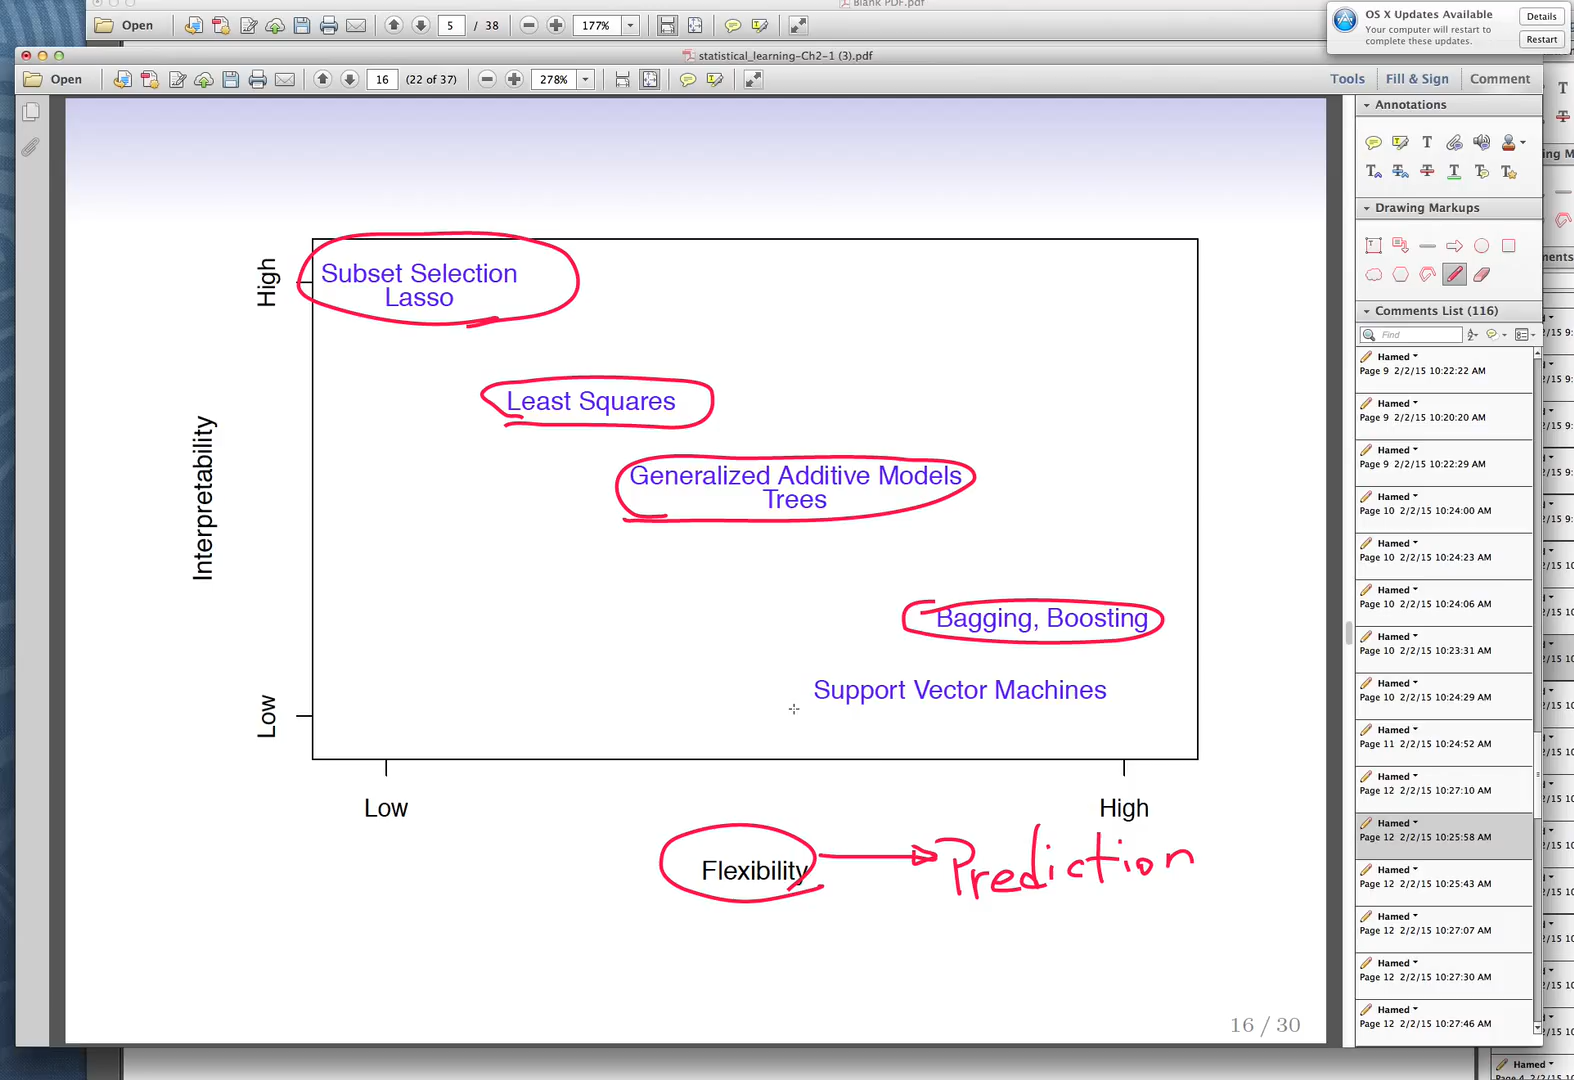 Blank PDF.pdf
Open
5 / 38
177%
OS X Updates Available
Your computer will restart to complete these updates.
Details
Restart
statistical_learning-Ch2-1 (3).pdf
Open
16 (22 of 37)
278%
Tools
Fill & Sign
Comment
High
Subset Selection
Lasso
Least Squares
Interpretability
Generalized Additive Models
Trees
Bagging, Boosting
Support Vector Machines
Low
Low
High
Flexibility
Prediction
16 / 30
Annotations
Drawing Markups
Comments List (116)
Find
Hamed
Page 9 2/2/15 10:22:22 AM
Hamed
Page 9 2/2/15 10:20:20 AM
Hamed
Page 9 2/2/15 10:22:29 AM
Hamed
Page 10 2/2/15 10:24:00 AM
Hamed
Page 10 2/2/15 10:24:23 AM
Hamed
Page 10 2/2/15 10:24:06 AM
Hamed
Page 10 2/2/15 10:23:31 AM
Hamed
Page 10 2/2/15 10:24:29 AM
Hamed
Page 11 2/2/15 10:24:52 AM
Hamed
Page 12 2/2/15 10:27:10 AM
Hamed
Page 12 2/2/15 10:25:58 AM
Hamed
Page 12 2/2/15 10:25:43 AM
Hamed
Page 12 2/2/15 10:27:07 AM
Hamed
Page 12 2/2/15 10:27:30 AM
Hamed
Page 12 2/2/15 10:27:46 AM
Hamed